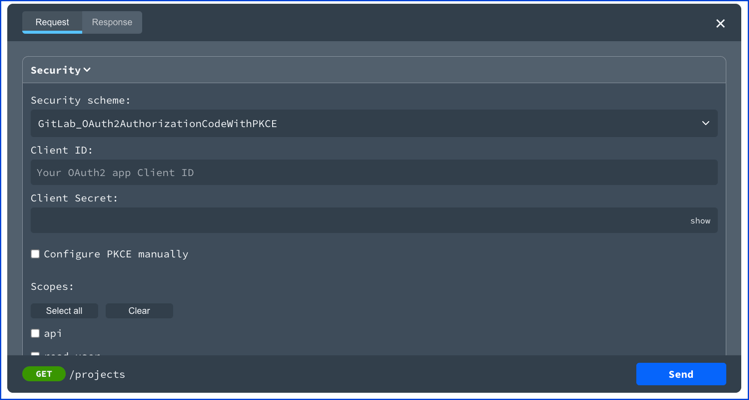 Request Response
Security
Security scheme:
GitLab_OAuth2AuthorizationCodeWithPKCE
Client ID:
Your OAuth2 app Client ID
Client Secret:
show
Configure PKCE manually
Scopes:
Select all Clear
api
GET /projects Send